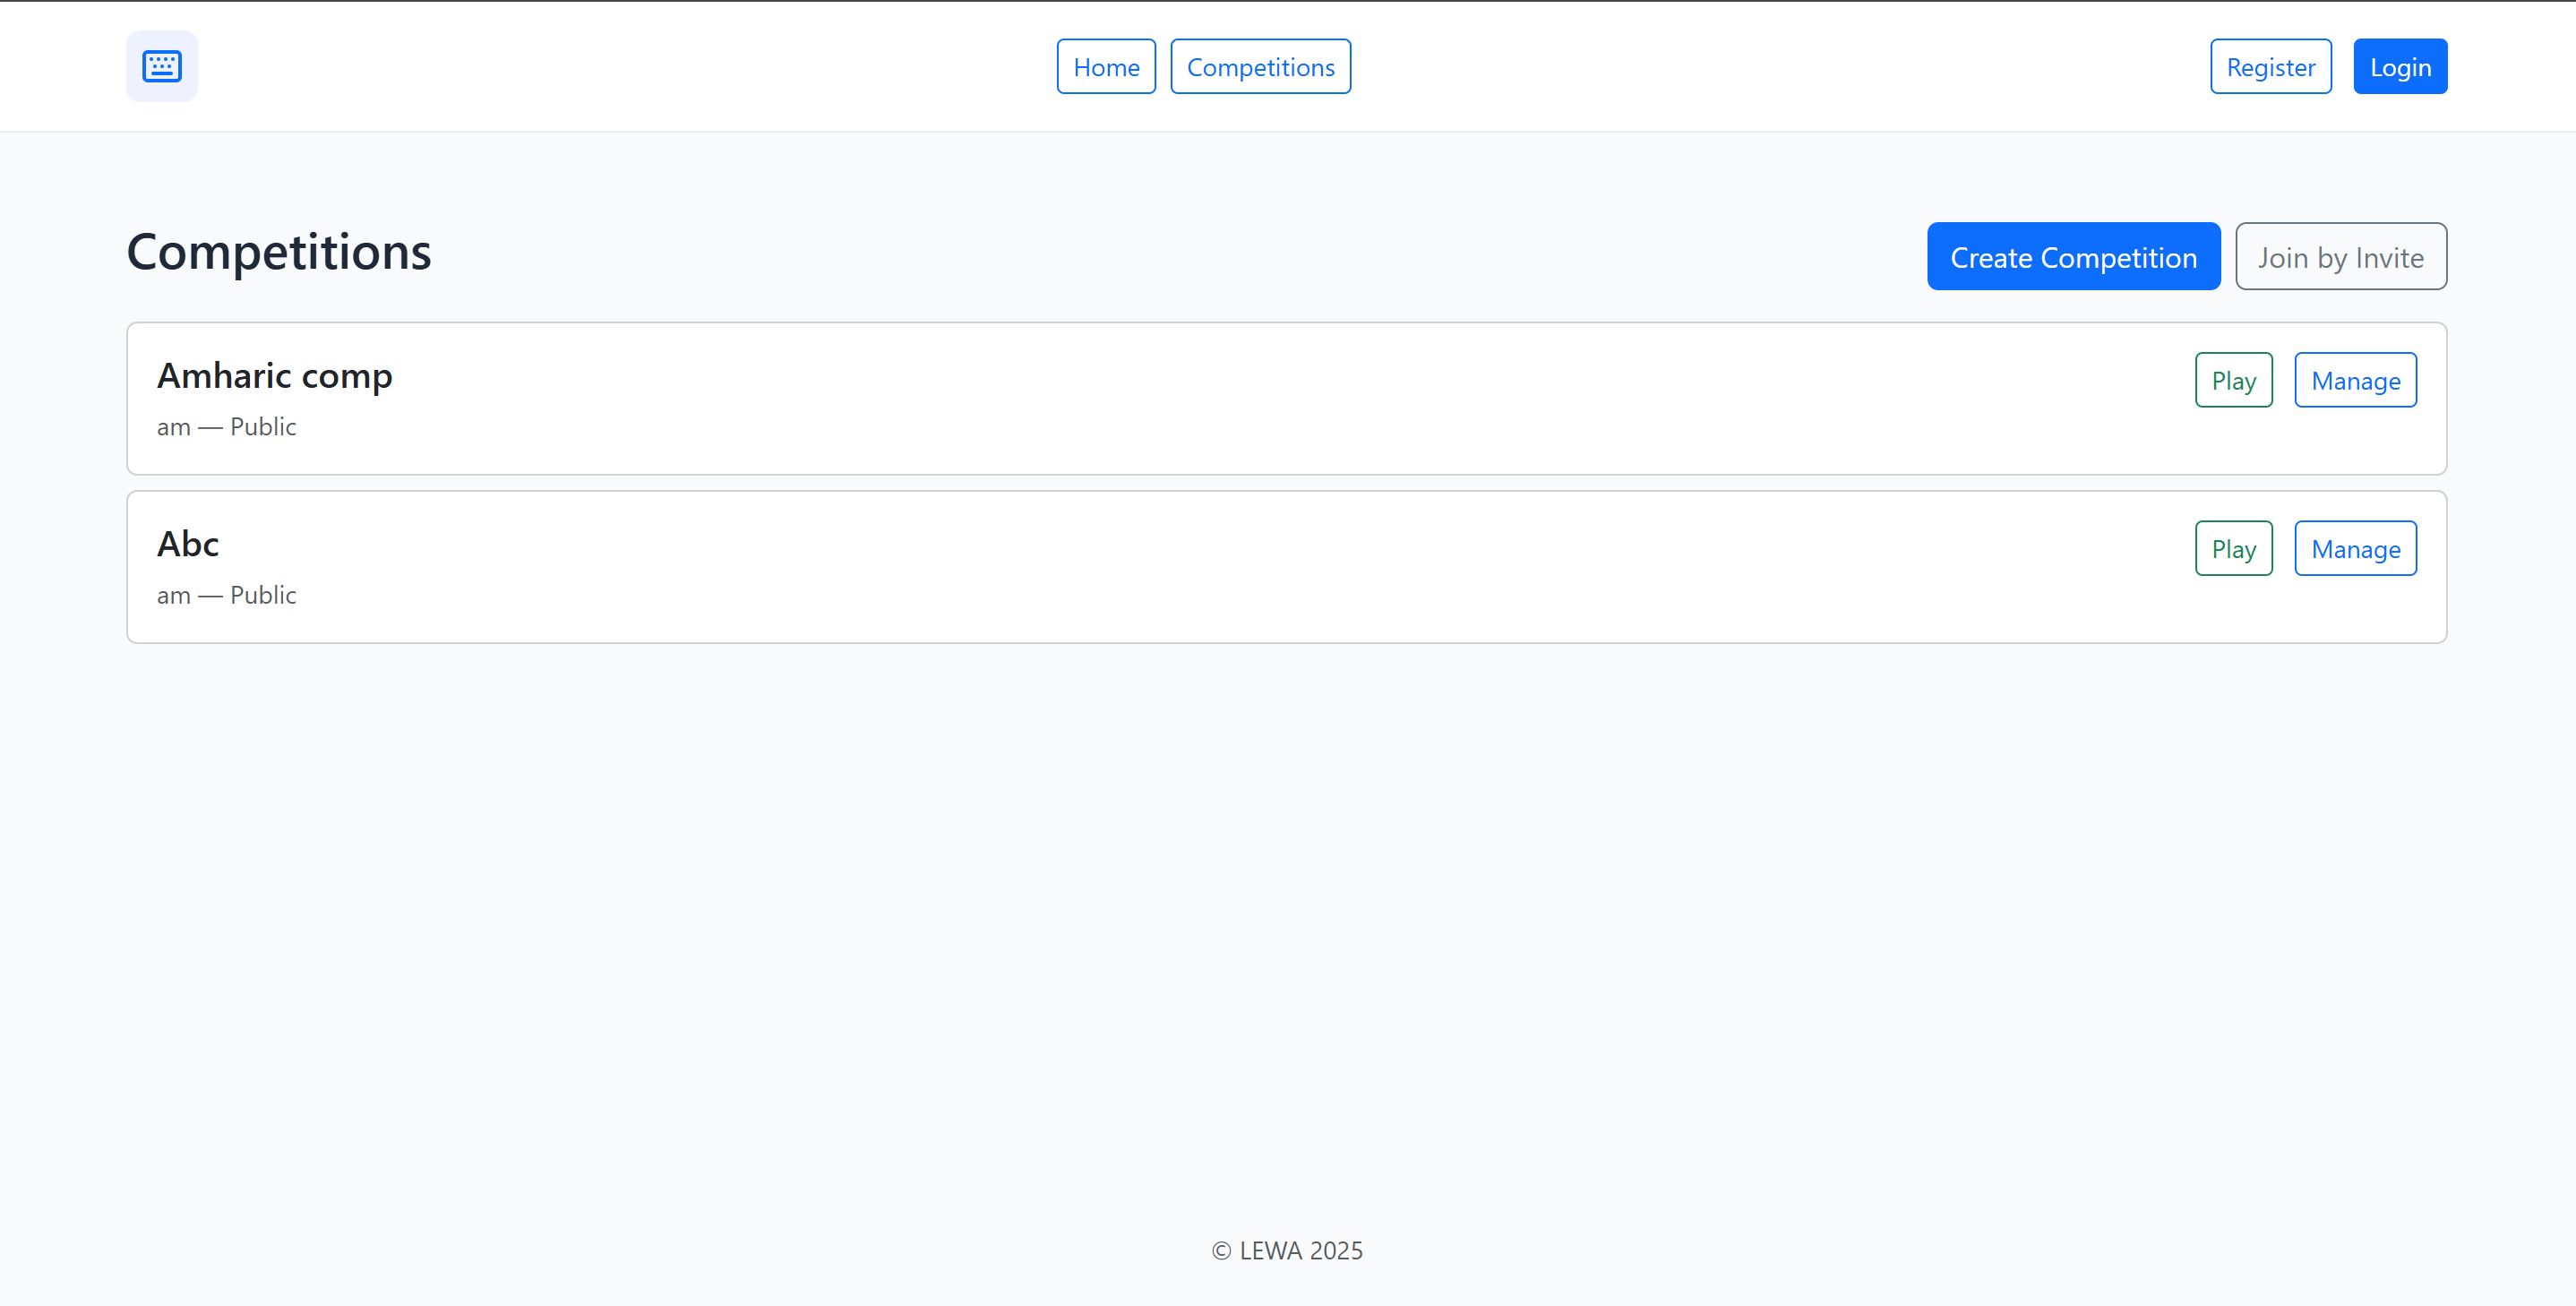 Home Competitions Register Login
Competitions Create Competition Join by Invite
Amharic comp Play Manage
am — Public
Abc Play Manage
am — Public
© LEWA 2025